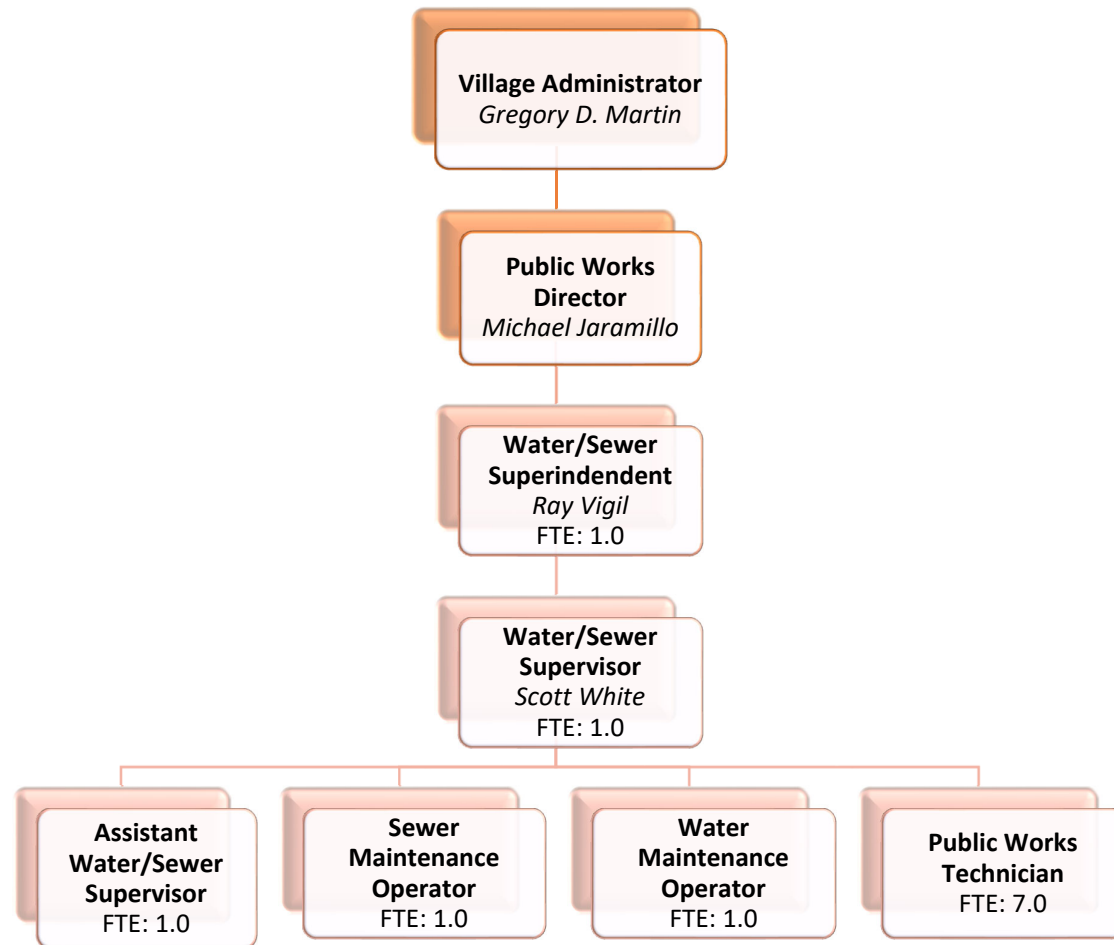 Village Administrator
Gregory D. Martin
Public Works
Director
Michael Jaramillo
Water/Sewer
Superindendent
Ray Vigil
FTE: 1.0
Water/Sewer
Supervisor
Scott White
FTE: 1.0
Assistant
Water/Sewer
Supervisor
FTE: 1.0
Sewer
Maintenance
Operator
FTE: 1.0
Water
Maintenance
Operator
FTE: 1.0
Public Works
Technician
FTE: 7.0